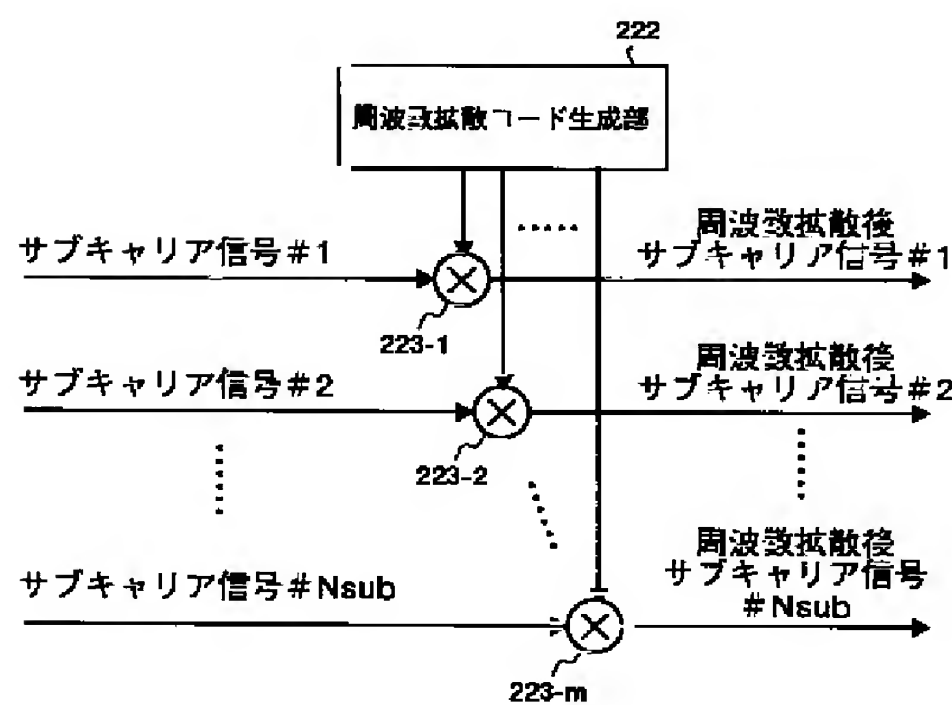 222
周波数拡散コード生成部
サブキャリア信号#1
周波数拡散後
サブキャリア信号#1
223-1
サブキャリア信号#2
周波数拡散後
サブキャリア信号#2
223-2
サブキャリア信号#Nsub
周波数拡散後
サブキャリア信号
#Nsub
223-m